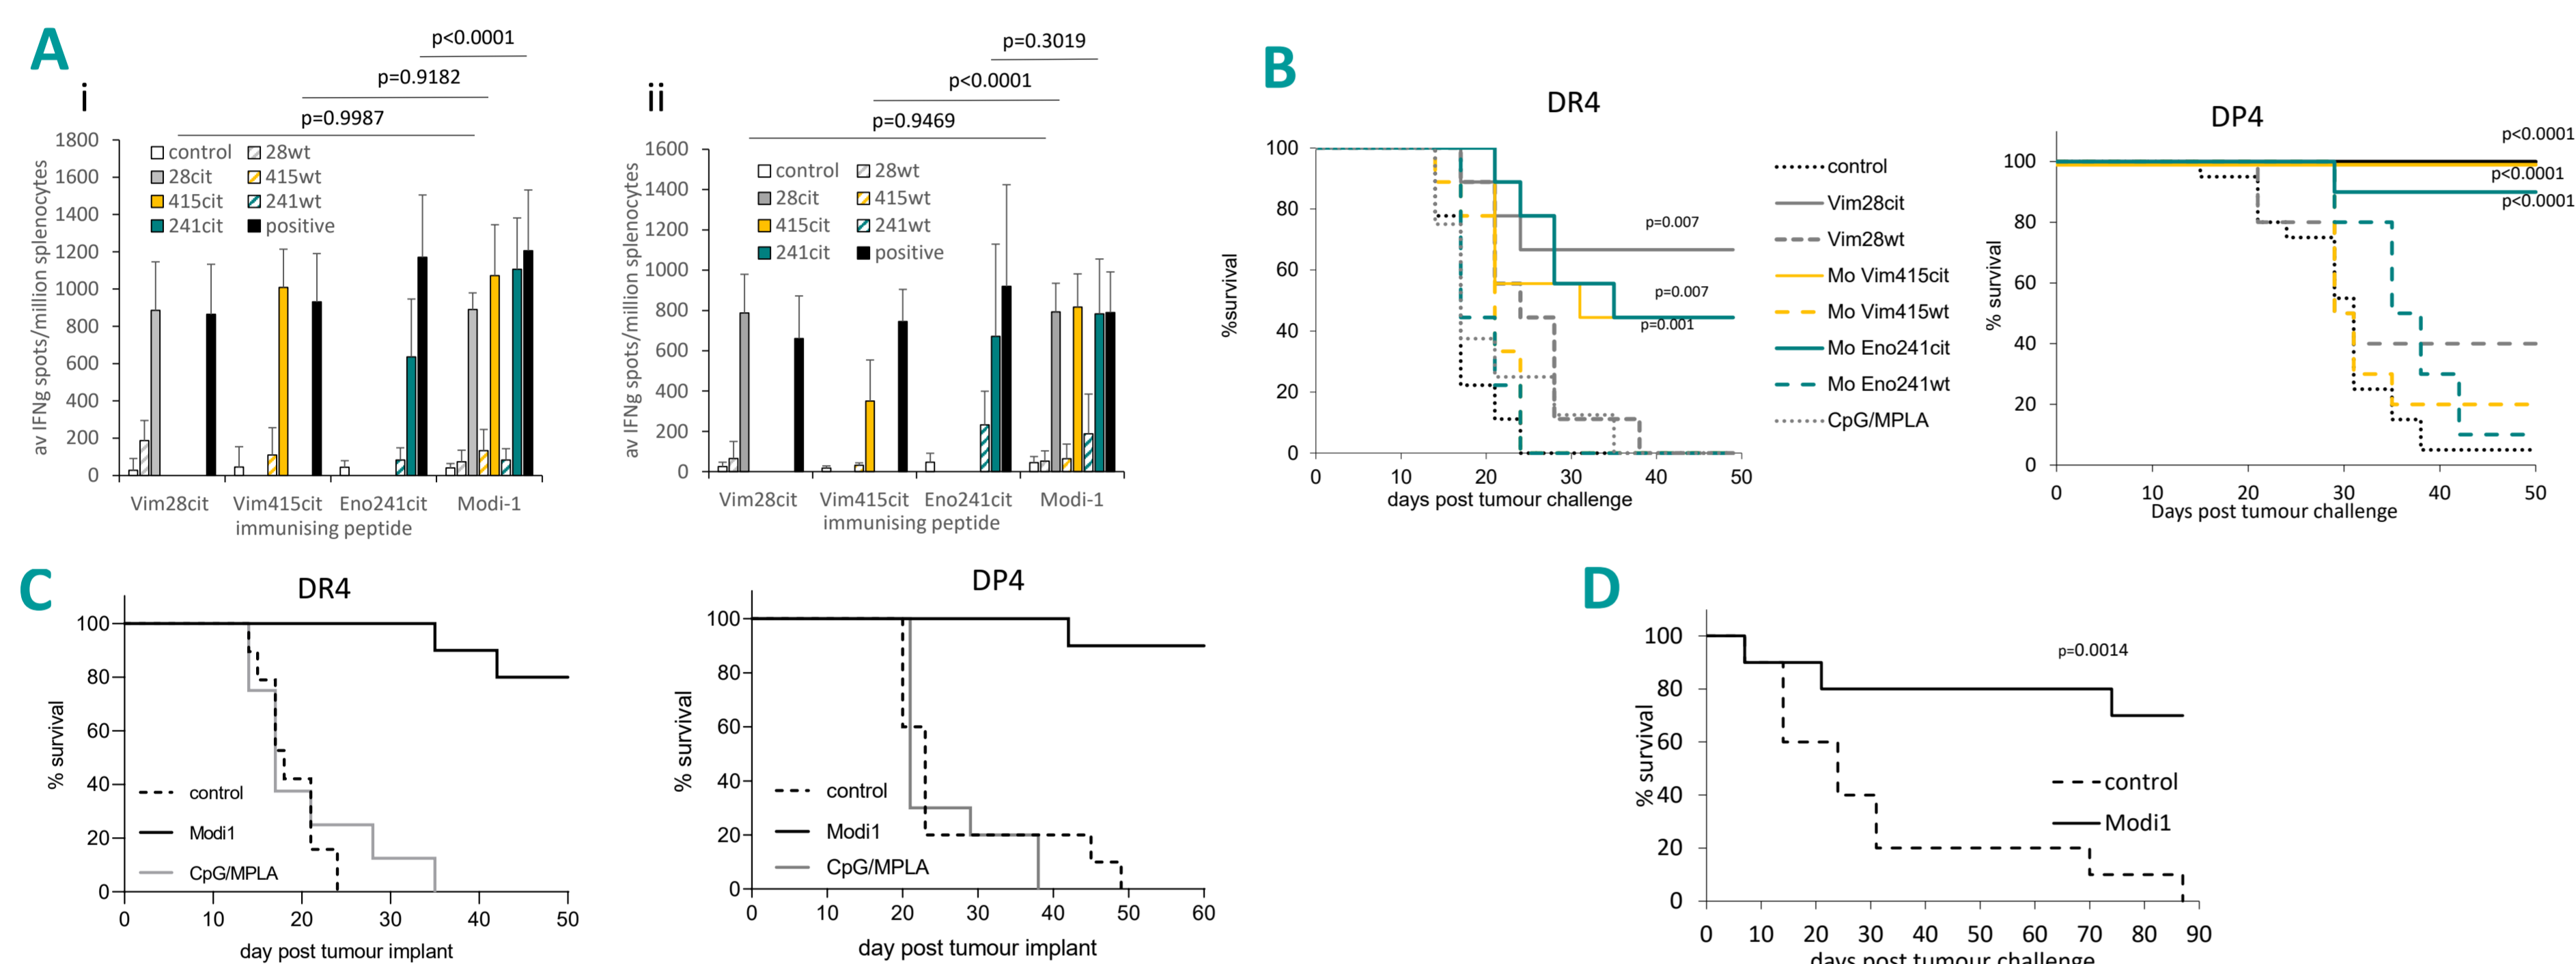 A
i
p<0.0001
p=0.9182
p=0.9987
1800
1600
1400
1200
1000
800
600
400
200
0
av IFNg spots/million splenocytes
control
28wt
28cit
415wt
415cit
241wt
241cit
positive
Vim28cit
Vim415cit
Eno241cit
Modi-1
immunising peptide
ii
p=0.3019
p<0.0001
p=0.9469
1600
1400
1200
1000
800
600
400
200
0
av IFNg spots/million splenocytes
control
28wt
28cit
415wt
415cit
241wt
241cit
positive
Vim28cit
Vim415cit
Eno241cit
Modi-1
immunising peptide
B
DR4
100
80
60
40
20
0
%survival
p=0.007
p=0.007
p=0.001
0 10 20 30 40 50
days post tumour challenge
control
Vim28cit
Vim28wt
Mo Vim415cit
Mo Vim415wt
Mo Eno241cit
Mo Eno241wt
CpG/MPLA
DP4
p<0.0001
p<0.0001
p<0.0001
100
80
60
40
20
0
% survival
0 10 20 30 40 50
Days post tumour challenge
C
DR4
100
80
60
40
20
0
% survival
control
Modi1
CpG/MPLA
0 10 20 30 40 50
day post tumour implant
DP4
100
80
60
40
20
0
% survival
control
Modi1
CpG/MPLA
0 10 20 30 40 50 60
day post tumour implant
D
100
80
60
40
20
0
% survival
p=0.0014
control
Modi1
0 10 20 30 40 50 60 70 80 90
days post tumour challenge